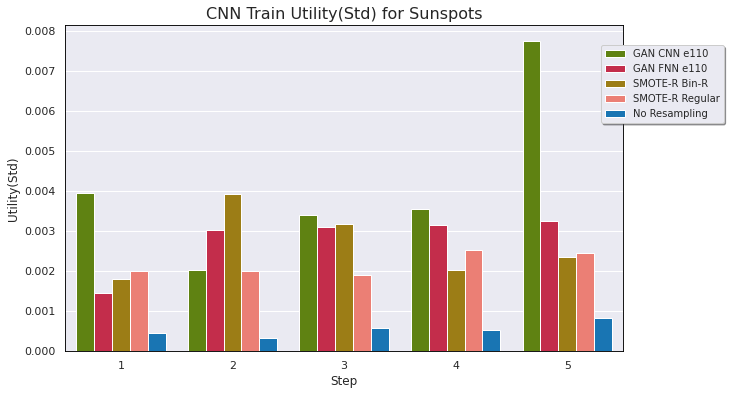 CNN Train Utility(Std) for Sunspots
0.008
0.007
0.006
0.005
0.004
0.003
0.002
0.001
0.000
Utility(Std)
1 2 3 4 5
Step
GAN CNN e110
GAN FNN e110
SMOTE-R Bin-R
SMOTE-R Regular
No Resampling